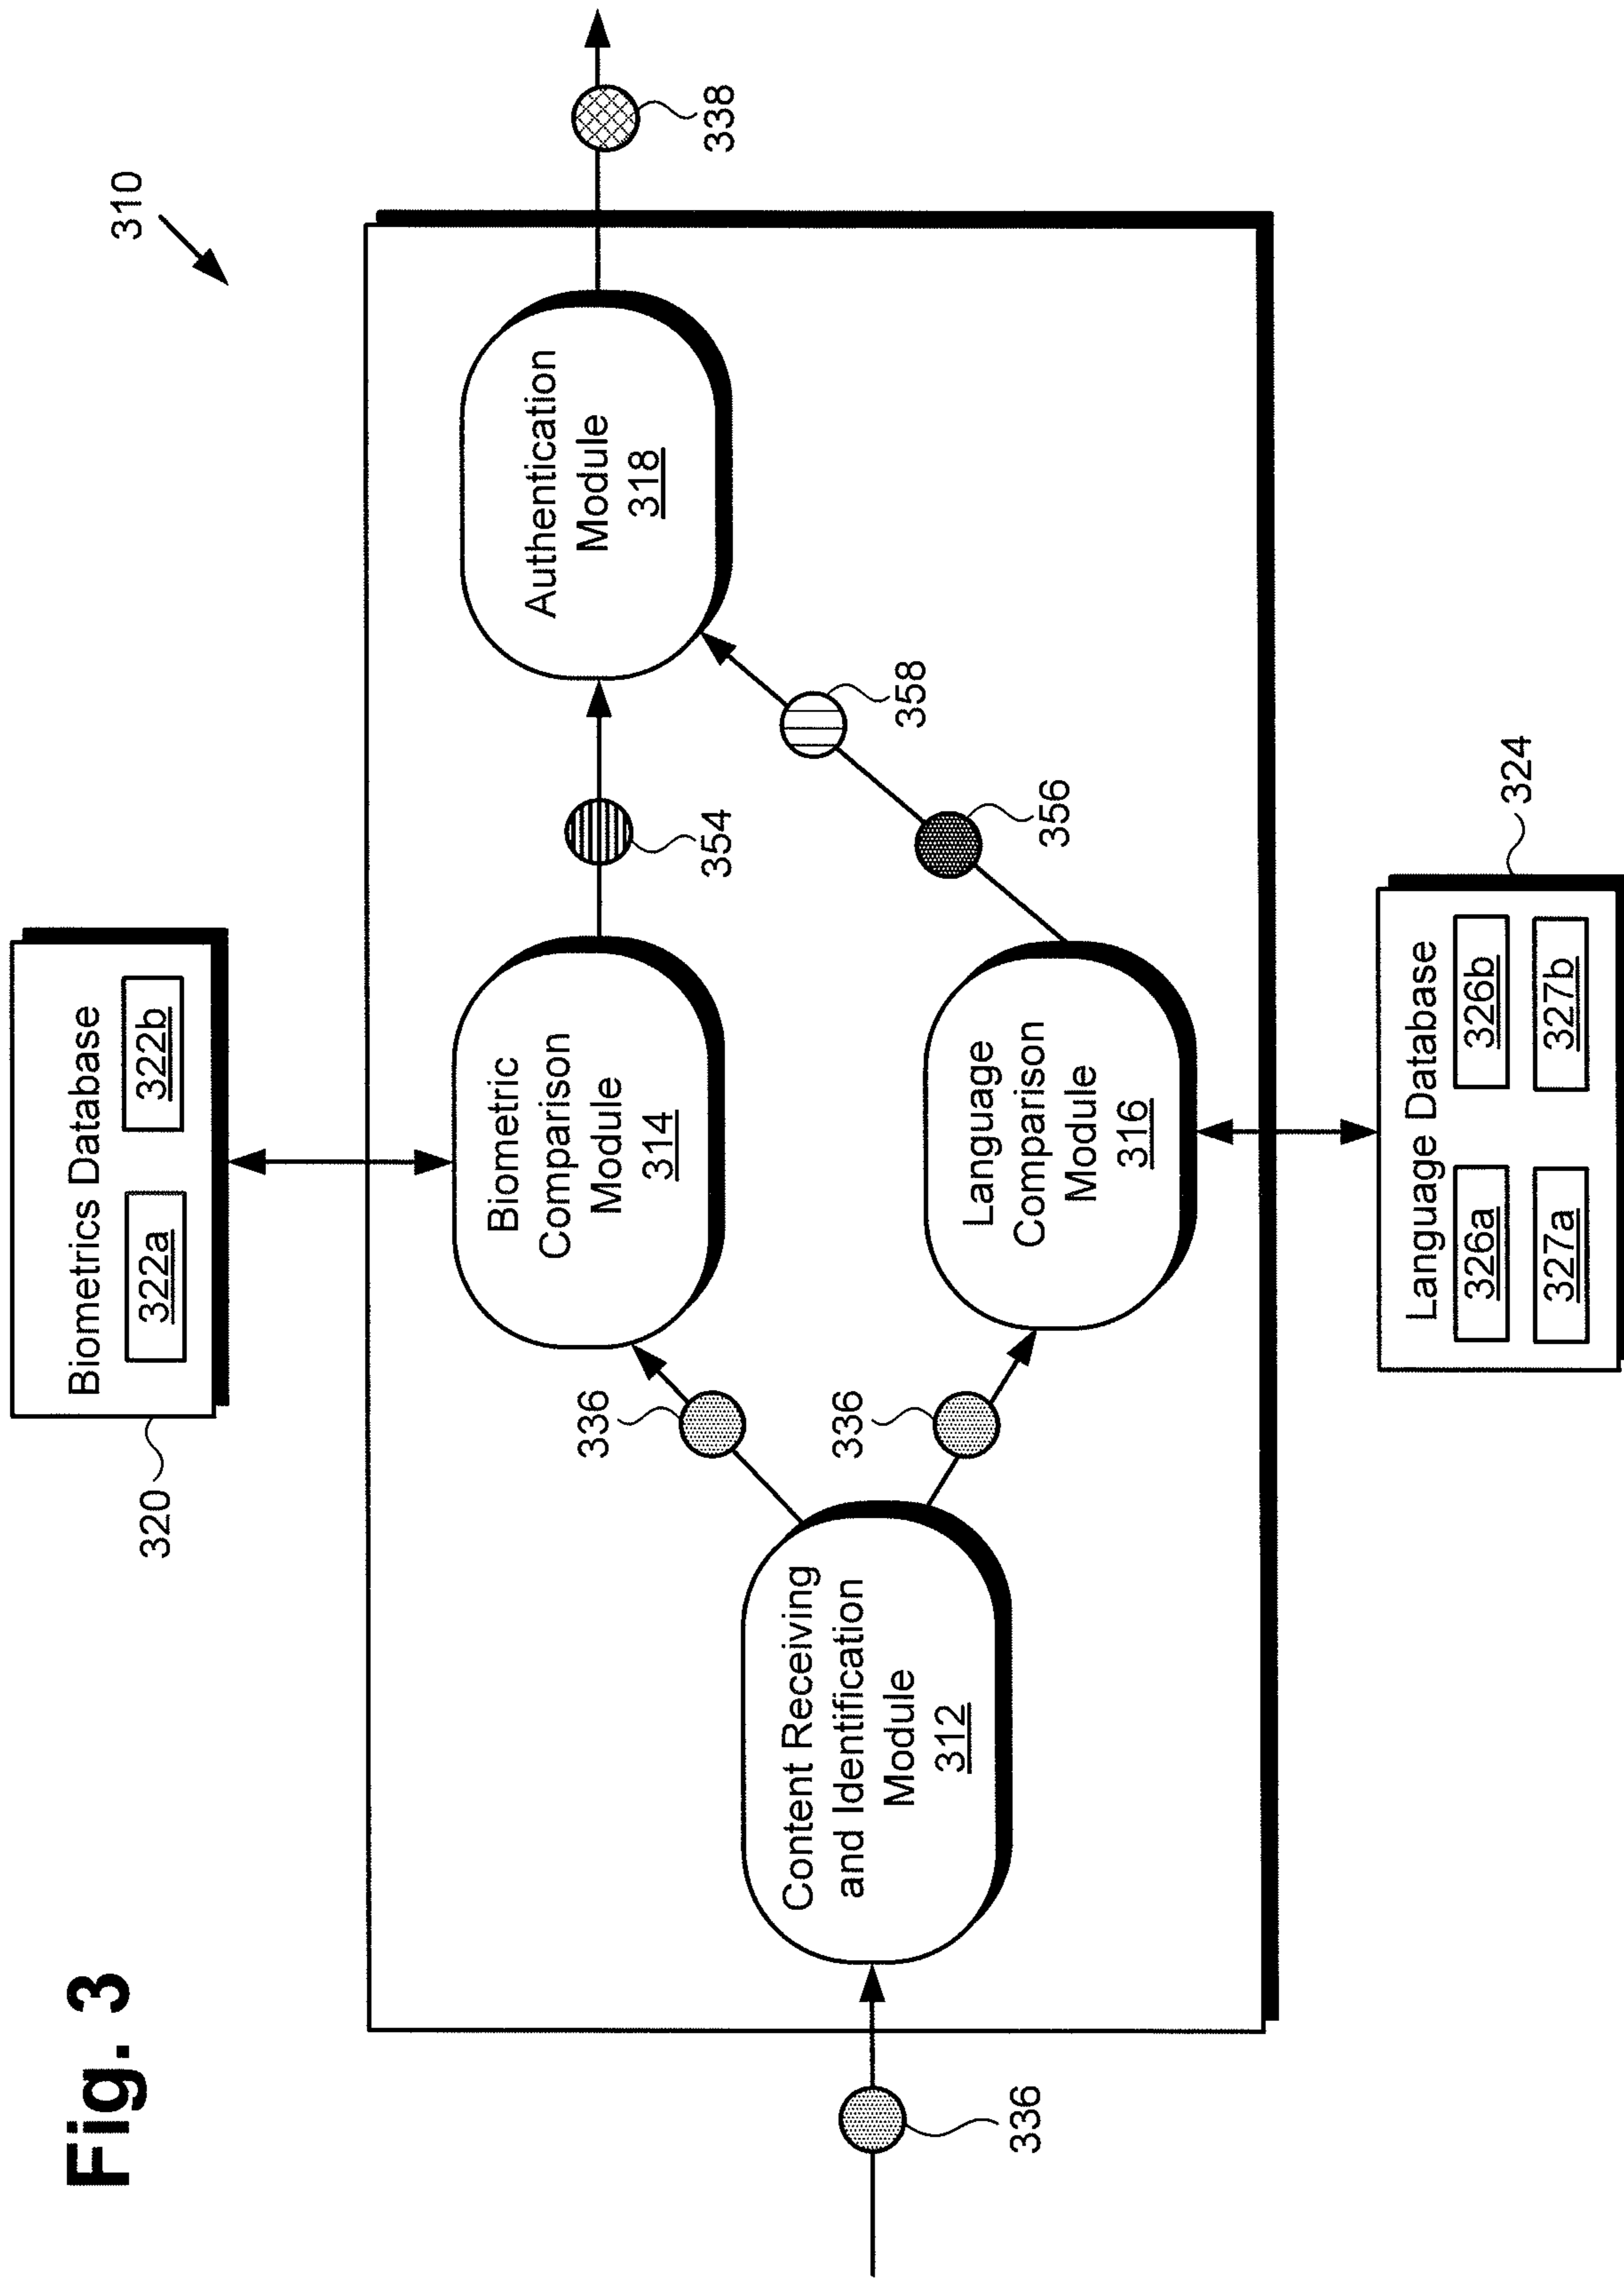 Fig. 3
310
320
Biometrics Database
322a
322b
336
Content Receiving
and Identification
Module
312
336
336
Biometric
Comparison
Module
314
Language
Comparison
Module
316
354
356
358
Authentication
Module
318
338
Language Database
326a
326b
327a
327b
324